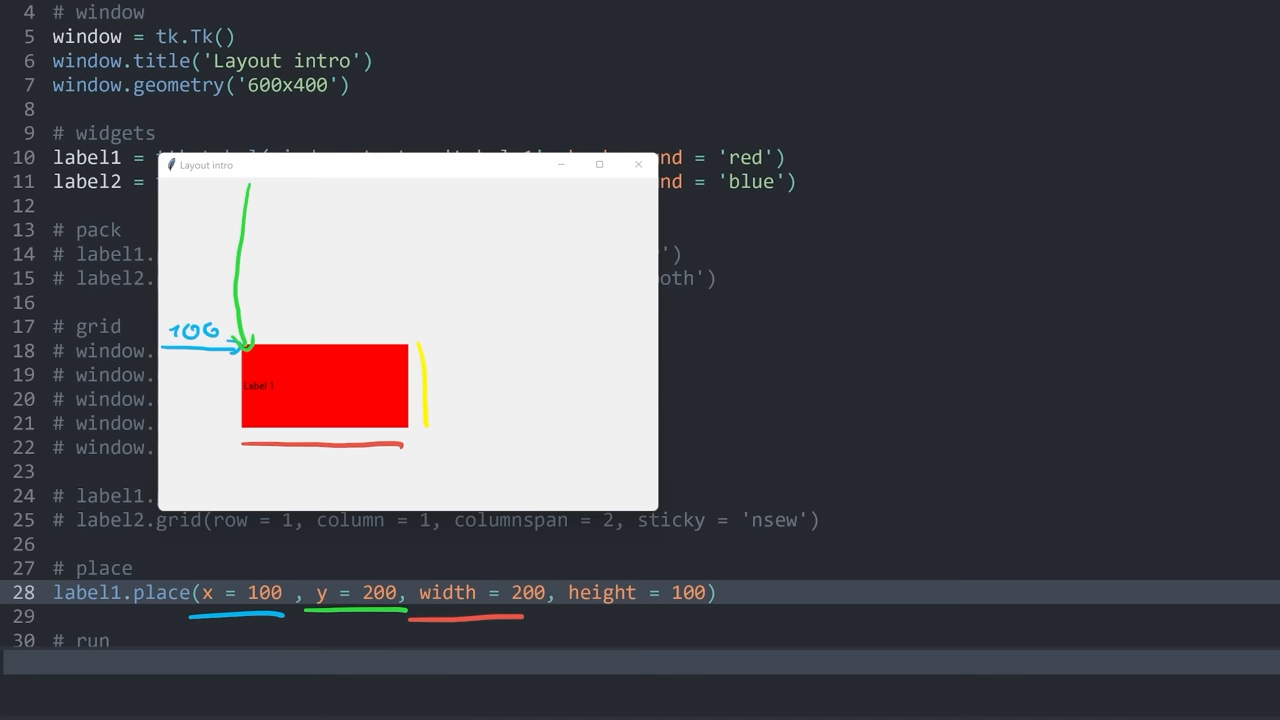 4 # window
5 window = tk.Tk()
6 window.title('Layout intro')
7 window.geometry('600x400')
8
9 # widgets
10 label1 = nd = 'red')
11 label2 = nd = 'blue')
12
13 # pack
14 # label1. ')
15 # label2. oth')
16
17 # grid
18 # window.
19 # window.
20 # window.
21 # window.
22 # window.
23
24 # label1.
25 # label2.grid(row = 1, column = 1, columnspan = 2, sticky = 'nsew')
26
27 # place
28 label1.place(x = 100 , y = 200, width = 200, height = 100)
29
30 # run
Layout intro
100
Label 1